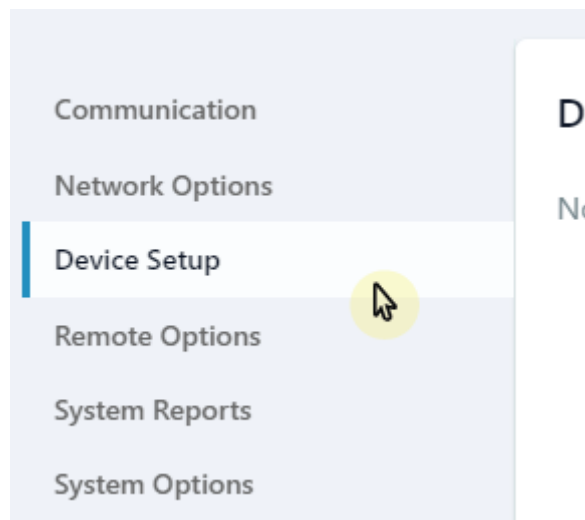 Communication
Network Options
Device Setup
Remote Options
System Reports
System Options